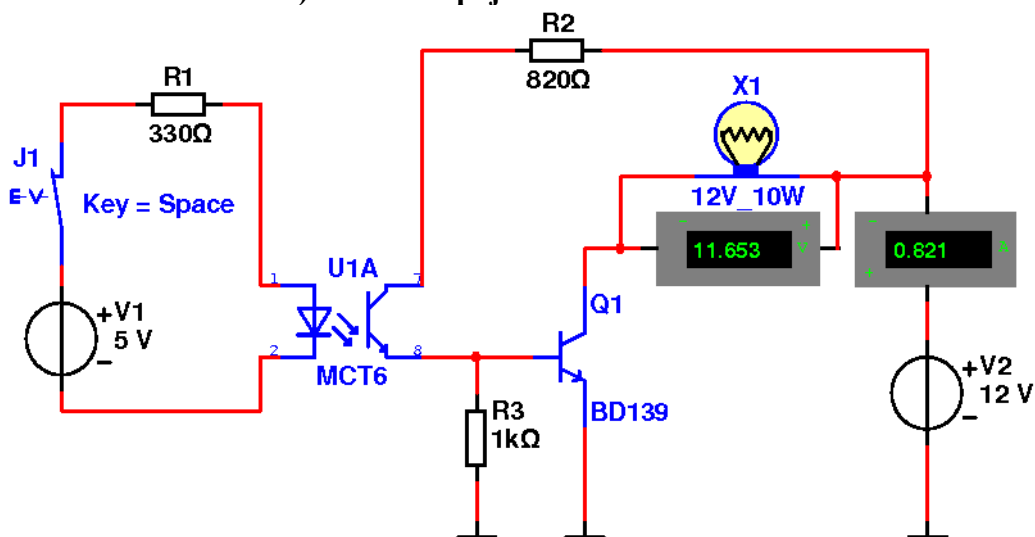 R2
820Ω
R1
330Ω
X1
12V_10W
J1
E-V
Key = Space
- +
11.653 V
-
0.821 A
+
1 U1A 7
Q1
+V1
5 V
-
2 8
MCT6
+V2
12 V
-
R3
1kΩ
BD139